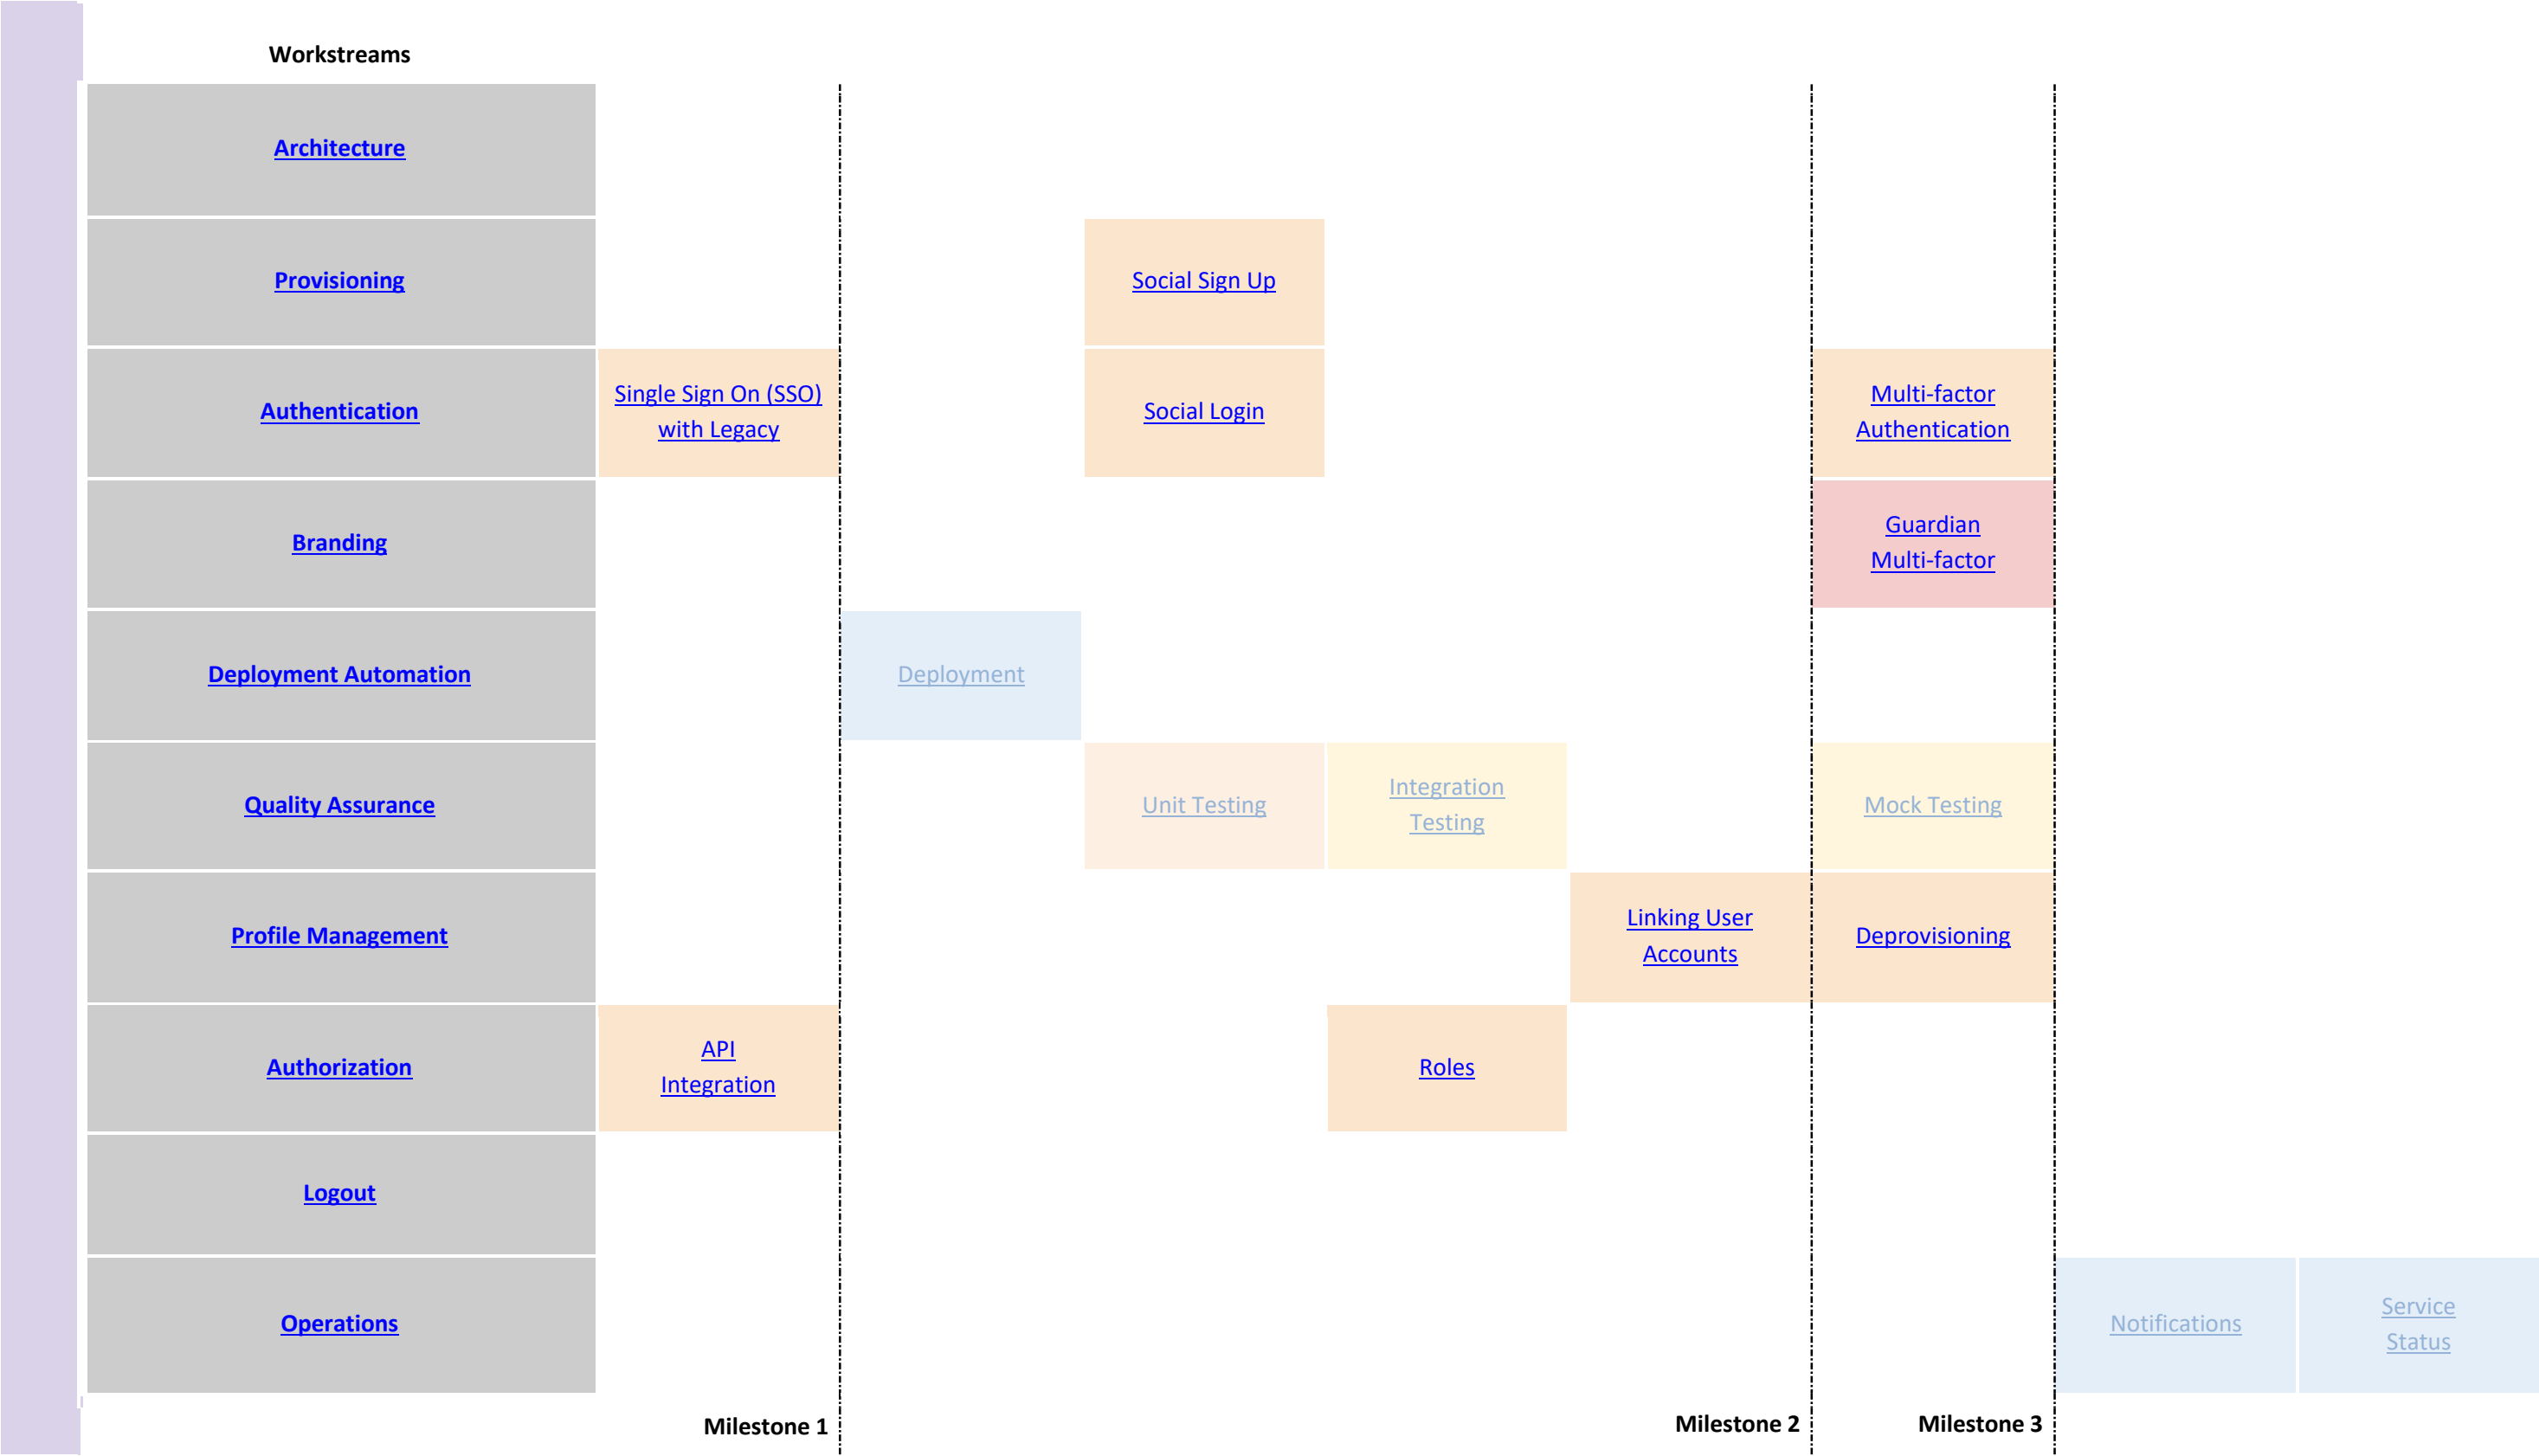 Workstreams
Architecture
Provisioning
Social Sign Up
Authentication
Single Sign On (SSO)
with Legacy
Social Login
Multi-factor
Authentication
Branding
Guardian
Multi-factor
Deployment Automation
Deployment
Quality Assurance
Unit Testing
Integration
Testing
Mock Testing
Profile Management
Linking User
Accounts
Deprovisioning
Authorization
API
Integration
Roles
Logout
Operations
Notifications
Service
Status
Milestone 1
Milestone 2
Milestone 3